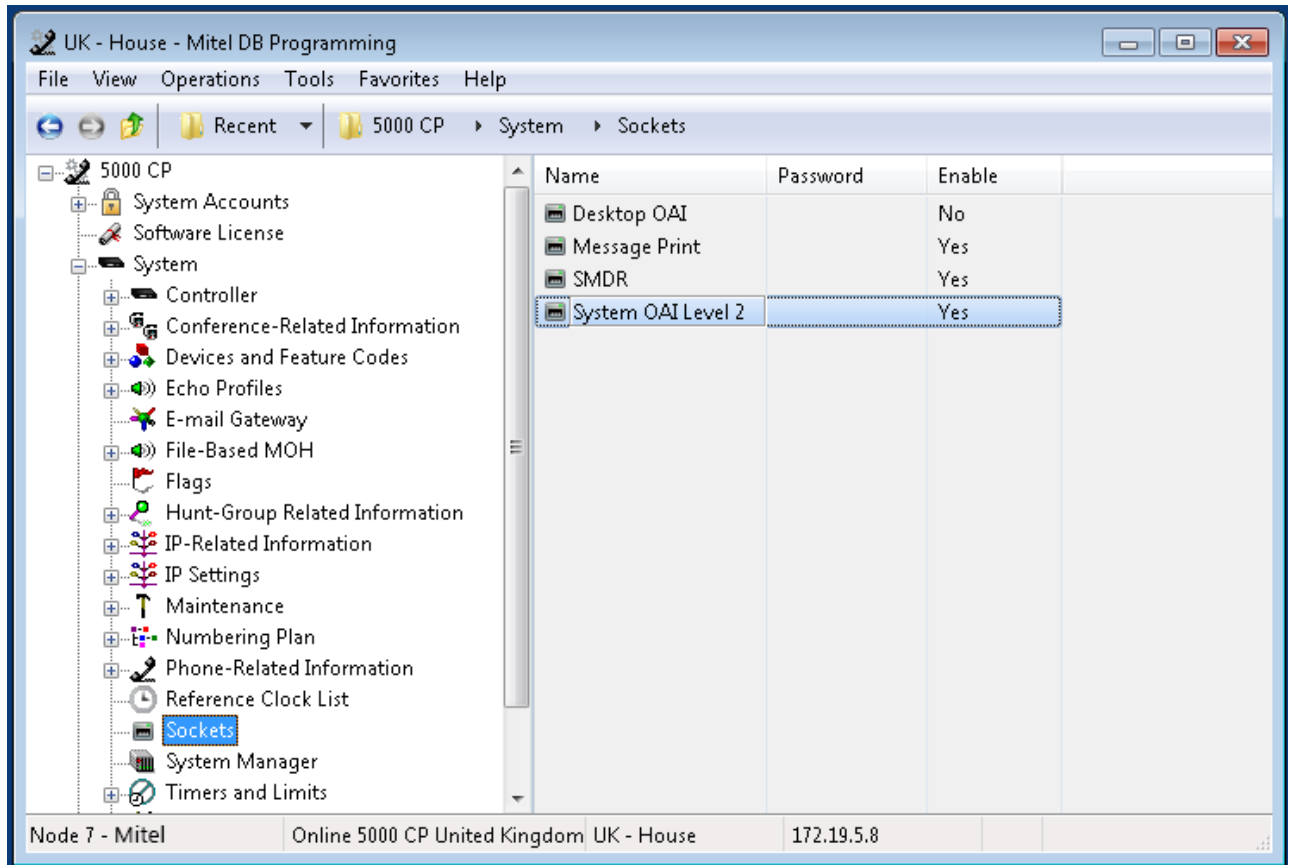 UK - House - Mitel DB Programming
File View Operations Tools Favorites Help
Recent 5000 CP System Sockets
5000 CP
System Accounts
Software License
System
Controller
Conference-Related Information
Devices and Feature Codes
Echo Profiles
E-mail Gateway
File-Based MOH
Flags
Hunt-Group Related Information
IP-Related Information
IP Settings
Maintenance
Numbering Plan
Phone-Related Information
Reference Clock List
Sockets
System Manager
Timers and Limits
Name Password Enable
Desktop OAI No
Message Print Yes
SMDR Yes
System OAI Level 2 Yes
Node 7 - Mitel Online 5000 CP United Kingdom UK - House 172.19.5.8